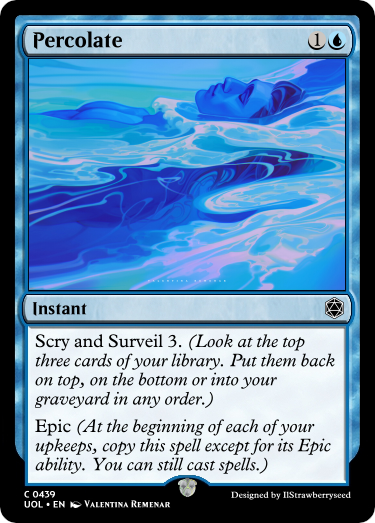 Percolate
1
Instant
Scry and Surveil 3. (Look at the top
three cards of your library. Put them back
on top, on the bottom or into your
graveyard in any order.)
Epic (At the beginning of each of your
upkeeps, copy this spell except for its Epic
ability. You can still cast spells.)
C 0439
UOL • EN Valentina Remenar
Designed by IlStrawberryseed